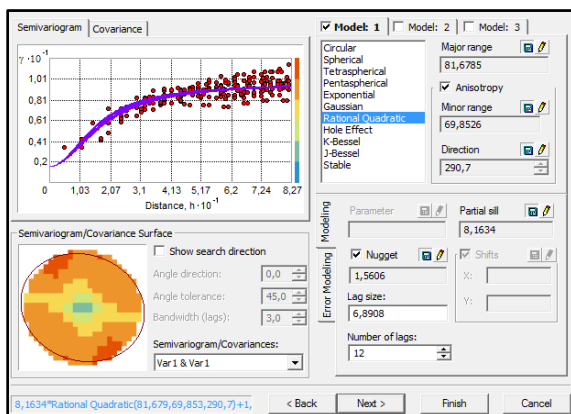 Semivariogram
Covariance
γ · 10⁻¹
1,01
0,81
0,61
0,41
0,2
0
1,03
2,07
3,1
4,13
5,17
6,2
7,24
8,27
Distance, h · 10⁻¹
Semivariogram/Covariance Surface
Show search direction
Angle direction:
0,0
Angle tolerance:
45,0
Bandwidth (lags):
3,0
Semivariogram/Covariances:
Var1 & Var1
Model: 1
Model: 2
Model: 3
Circular
Spherical
Tetraspherical
Pentaspherical
Exponential
Gaussian
Rational Quadratic
Hole Effect
K-Bessel
J-Bessel
Stable
Major range
81,6785
Anisotropy
Minor range
69,8526
Direction
290,7
Modeling
Error Modeling
Parameter
Partial sill
8,1634
Nugget
1,5606
Shifts
X:
Y:
Lag size:
6,8908
Number of lags:
12
8,1634*Rational Quadratic(81,679,69,853,290,7)+1,
< Back
Next >
Finish
Cancel